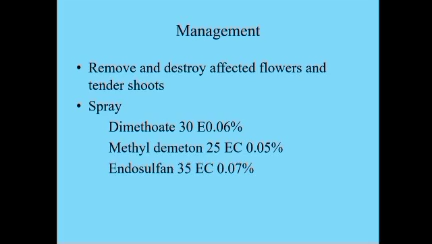 Management
• Remove and destroy affected flowers and
tender shoots
• Spray
Dimethoate 30 E0.06%
Methyl demeton 25 EC 0.05%
Endosulfan 35 EC 0.07%